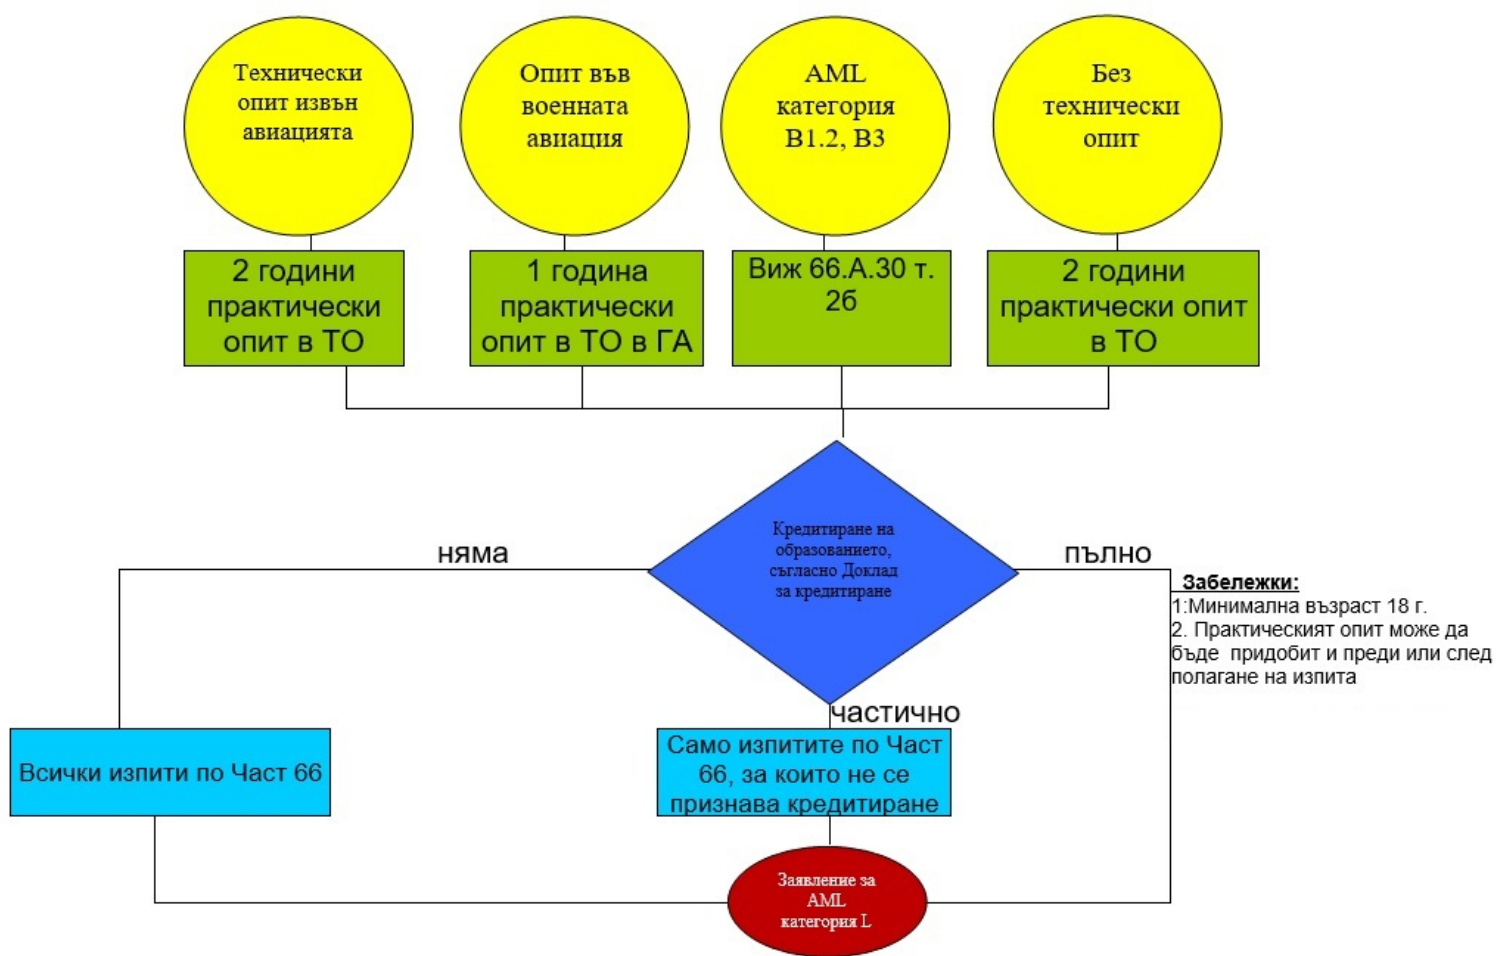 Технически
опит извън
авиацията
Опит във
военната
авиация
AML
категория
B1.2, B3
Без
технически
опит
2 години
практически
опит в ТО
1 година
практически
опит в ТО в ГА
Виж 66.А.30 т.
2б
2 години
практически опит
в ТО
Кредитиране на
образованието,
съгласно Доклад
за кредитиране
няма
пълно
частично
Забележки:
1:Минимална възраст 18 г.
2. Практическият опит може да
бъде придобит и преди или след
полагане на изпита
Всички изпити по Част 66
Само изпитите по Част
66, за които не се
признава кредитиране
Заявление за
AML
категория L